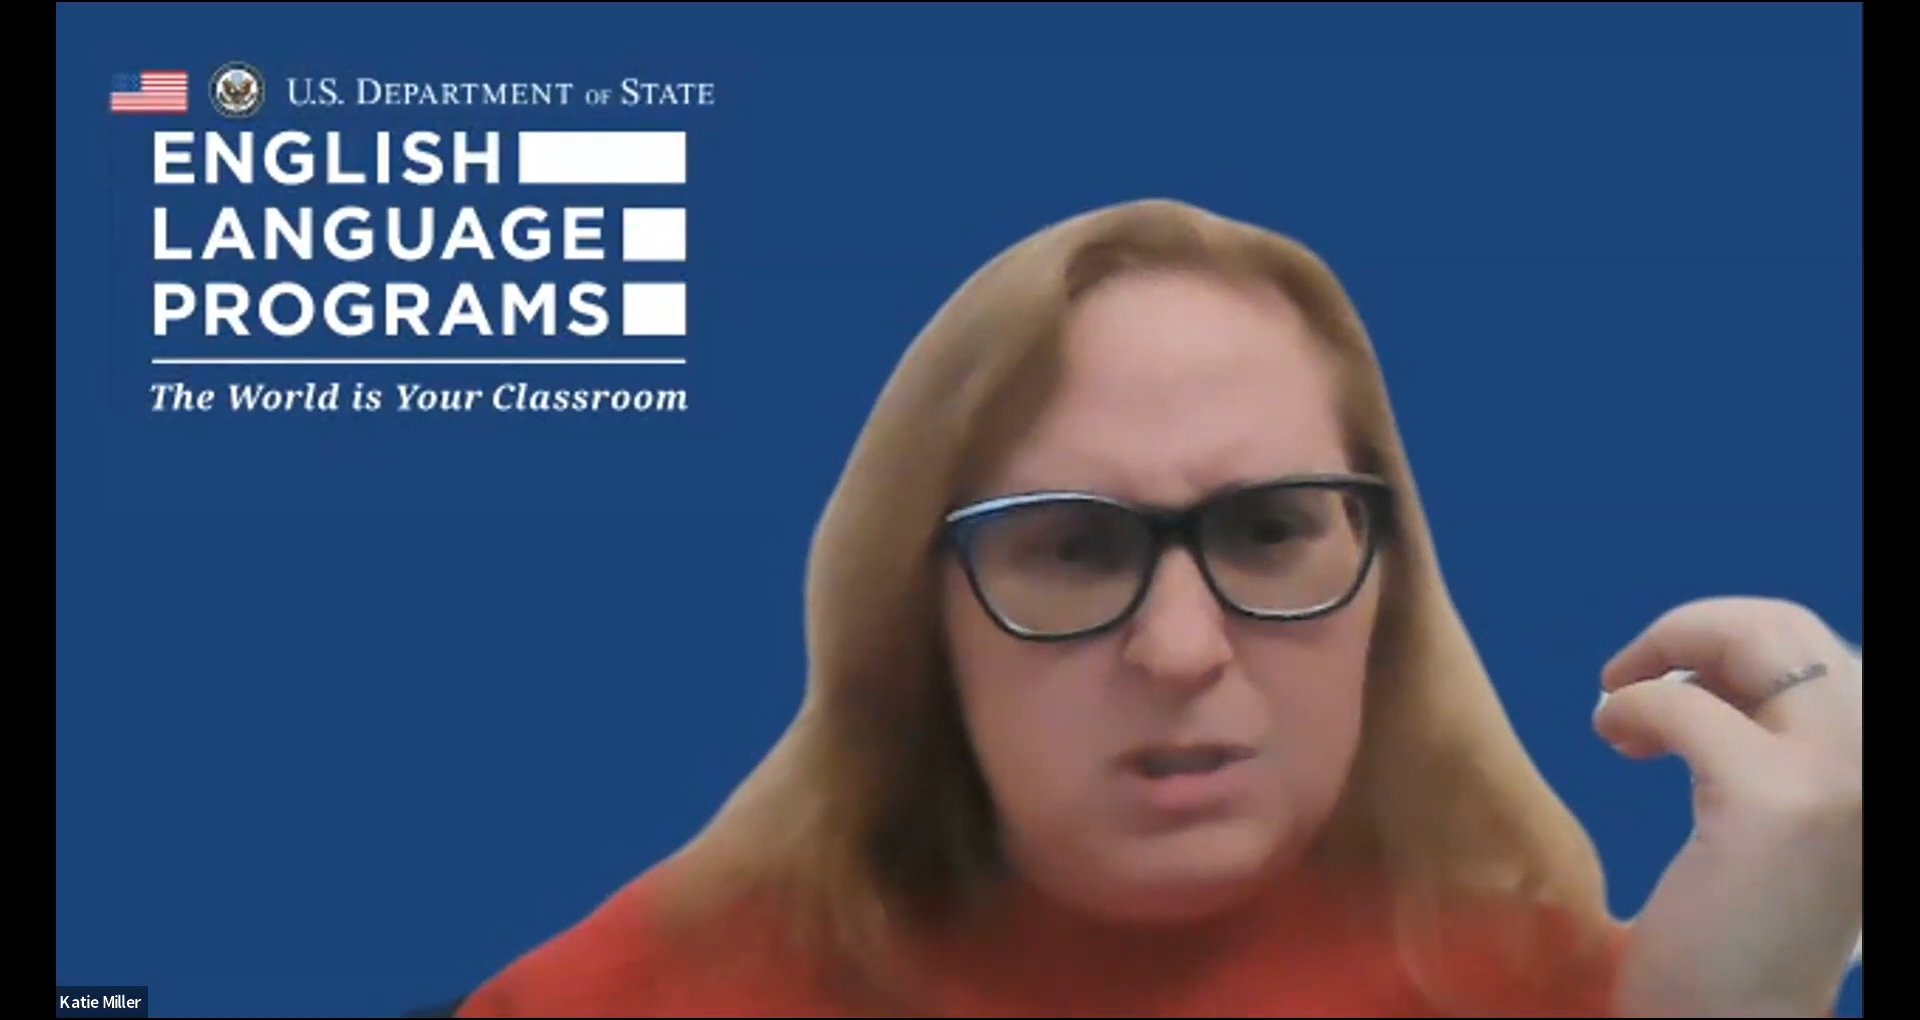 U.S. DEPARTMENT OF STATE
ENGLISH
LANGUAGE
PROGRAMS
The World is Your Classroom
Katie Miller